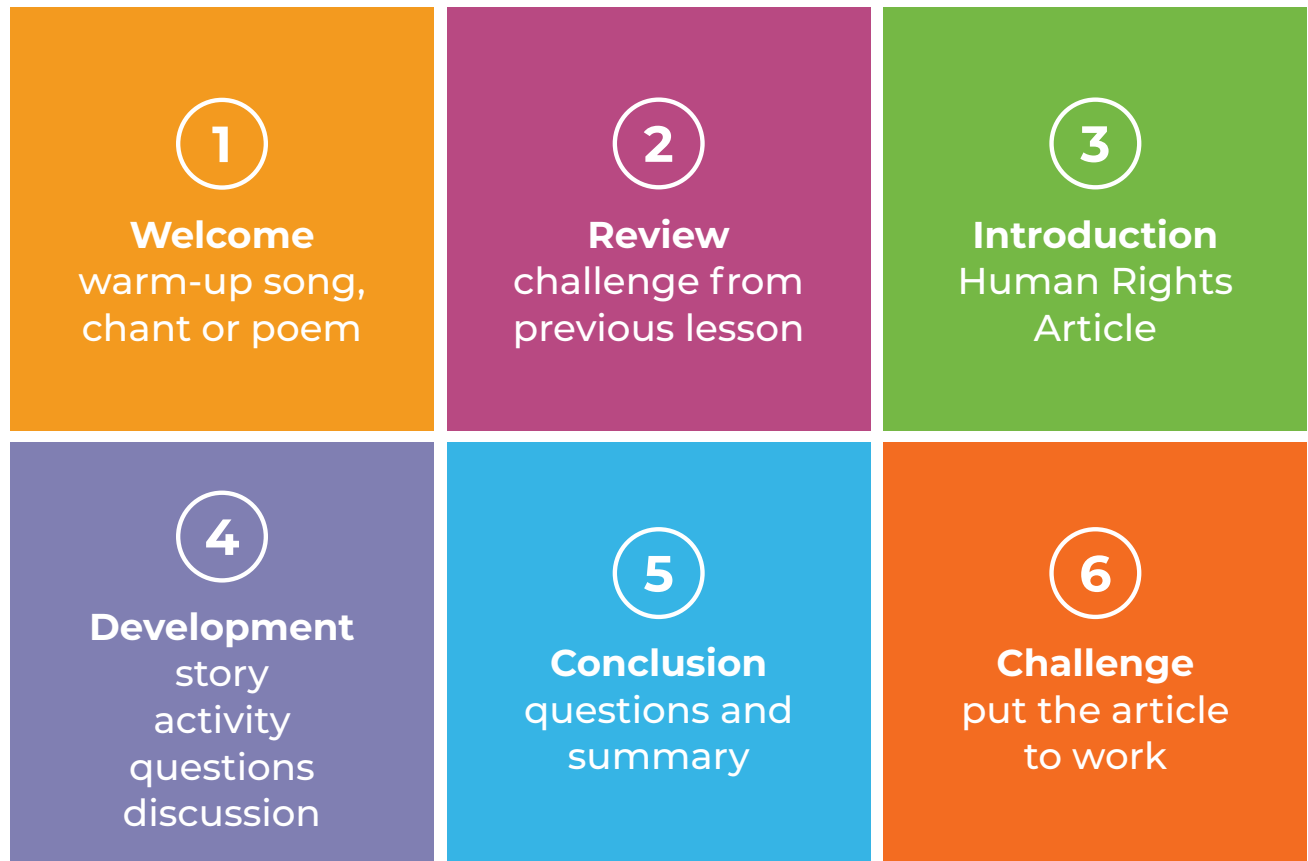 1
Welcome
warm-up song,
chant or poem
2
Review
challenge from
previous lesson
3
Introduction
Human Rights
Article
4
Development
story
activity
questions
discussion
5
Conclusion
questions and
summary
6
Challenge
put the article
to work